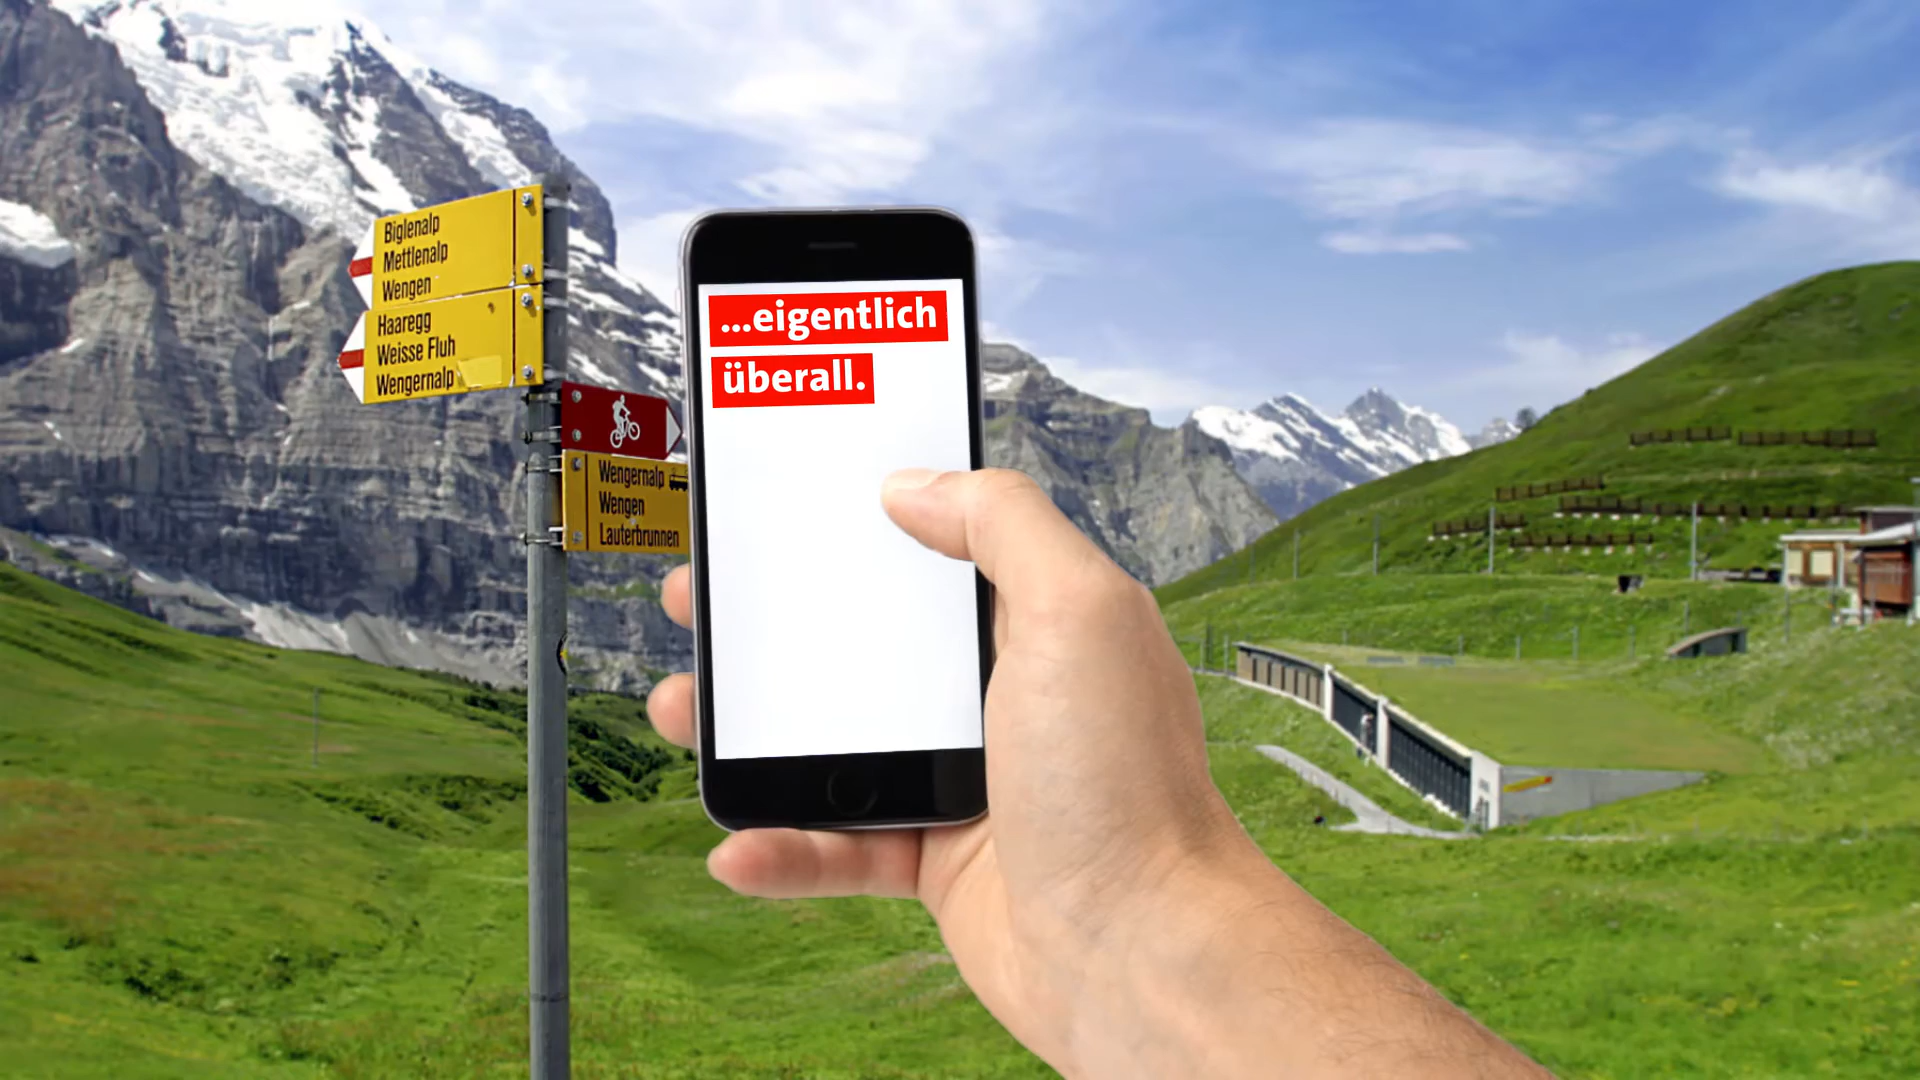 Biglenalp
Mettlenalp
Wengen
Haaregg
Weisse Fluh
Wengernalp
Wengernalp
Wengen
Lauterbrunnen
...eigentlich
überall.